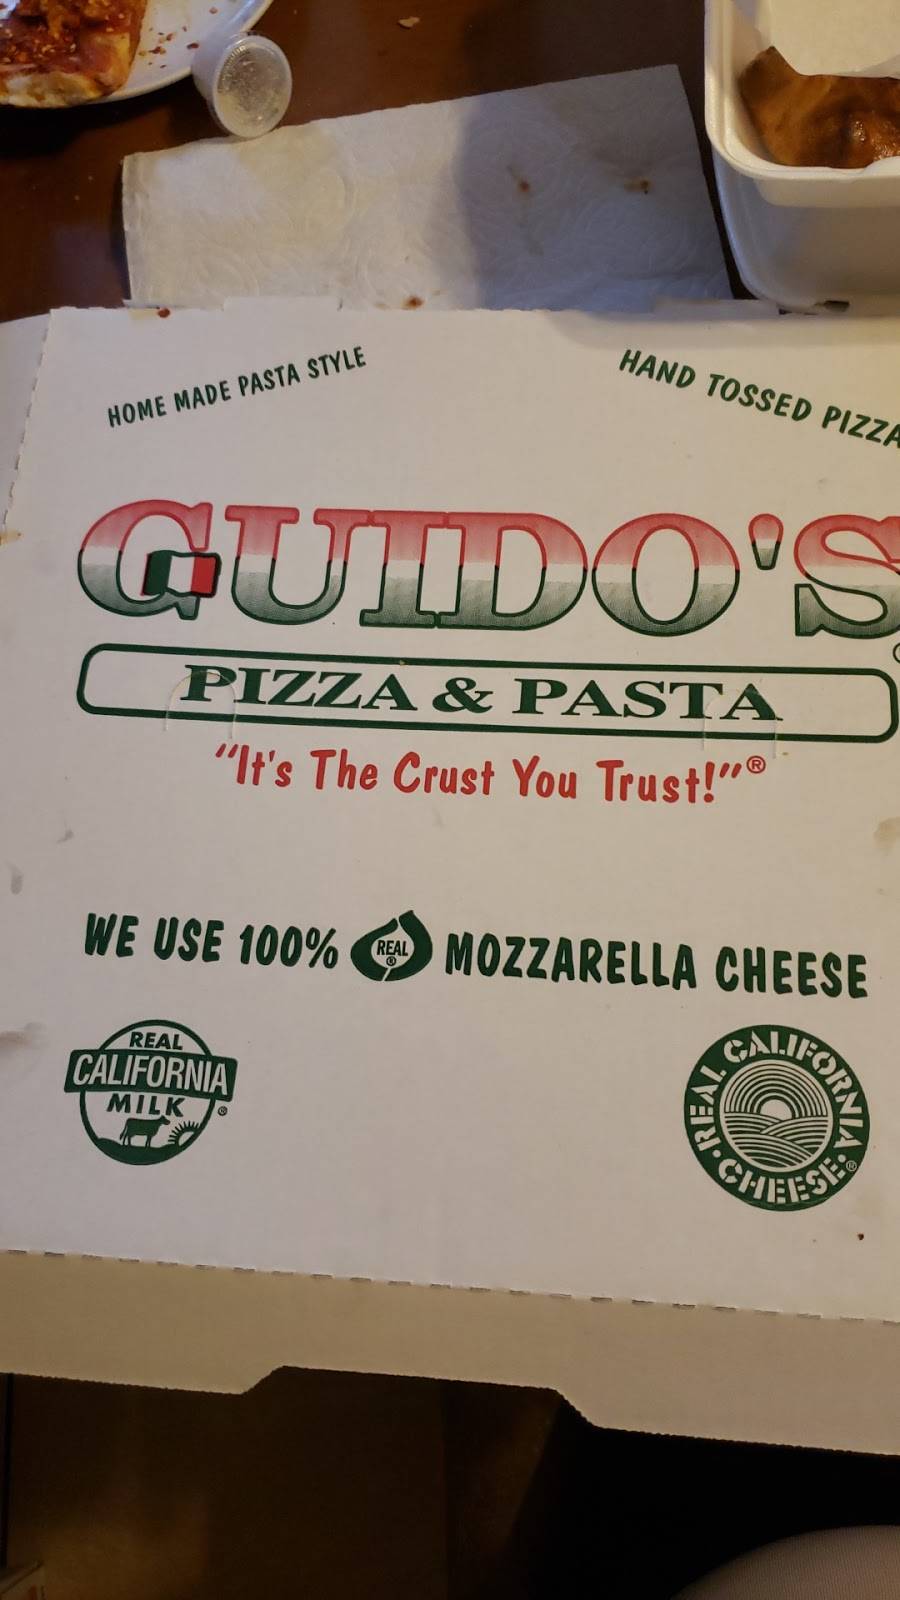 HOME MADE PASTA STYLE
HAND TOSSED PIZZA
GUIDO'S
PIZZA & PASTA
"It's The Crust You Trust!"®
WE USE 100% REAL ® MOZZARELLA CHEESE
REAL
CALIFORNIA
MILK ®
REAL CALIFORNIA
CHEESE ®